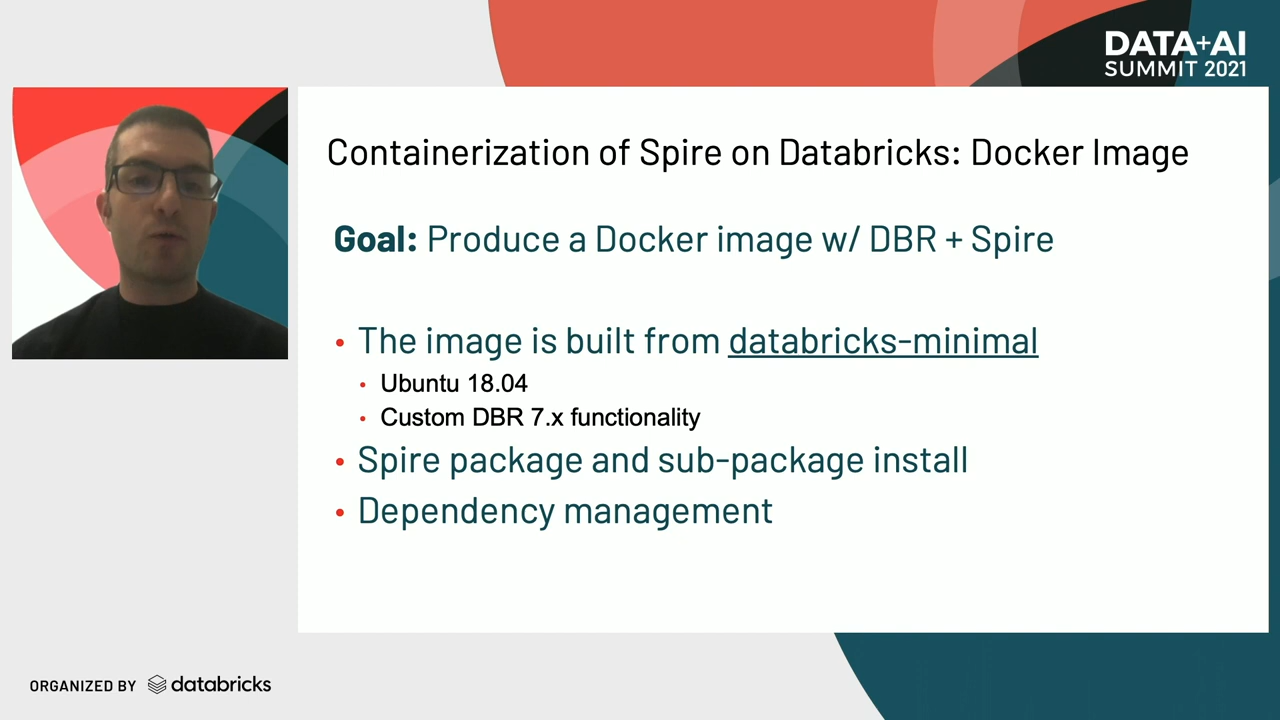 DATA+AI
SUMMIT 2021
Containerization of Spire on Databricks: Docker Image
Goal: Produce a Docker image w/ DBR + Spire
• The image is built from databricks-minimal
• Ubuntu 18.04
• Custom DBR 7.x functionality
• Spire package and sub-package install
• Dependency management
ORGANIZED BY databricks